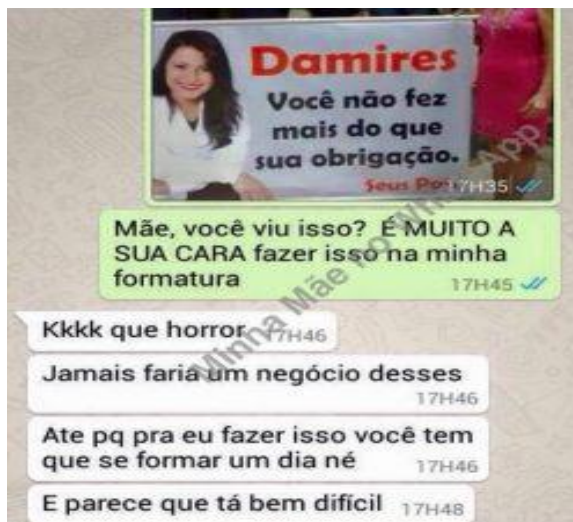 Damires
Você não fez
mais do que
sua obrigação.
Seus
17H35
Mãe, você viu isso? É MUITO A
SUA CARA fazer isso na minha
formatura
17H45
Kkkk que horror 17H46
Jamais faria um negócio desses
17H46
Ate pq pra eu fazer isso você tem
que se formar um dia né 17H46
E parece que tá bem difícil 17H48
Minha Mãe no WhatsApp